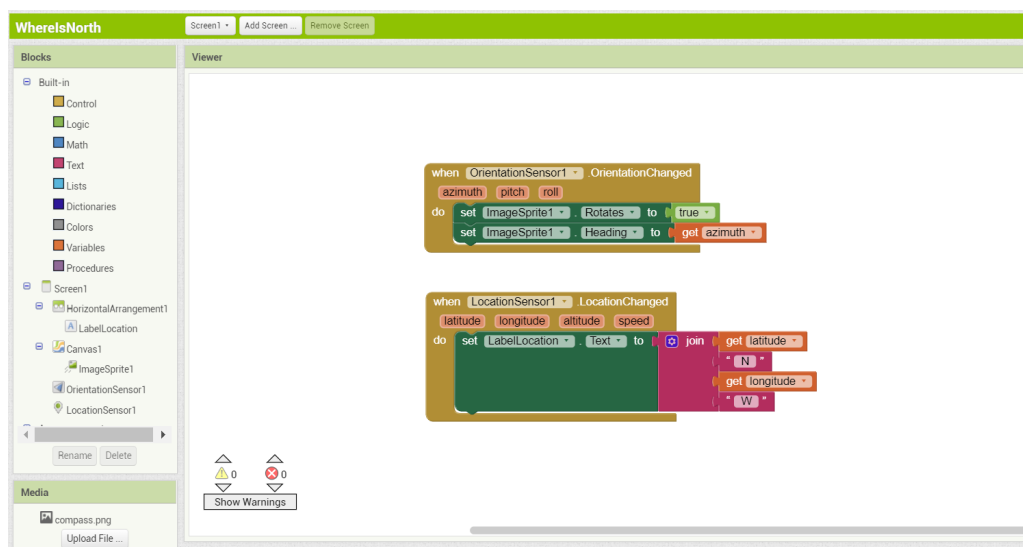 WhereIsNorth
Screen1 Add Screen ... Remove Screen
Blocks
Built-in
Control
Logic
Math
Text
Lists
Dictionaries
Colors
Variables
Procedures
Screen1
HorizontalArrangement1
LabelLocation
Canvas1
ImageSprite1
OrientationSensor1
LocationSensor1
Rename Delete
Media
compass.png
Upload File ...
Viewer
when OrientationSensor1 .OrientationChanged
azimuth pitch roll
do set ImageSprite1 . Rotates to true
set ImageSprite1 . Heading to get azimuth
when LocationSensor1 .LocationChanged
latitude longitude altitude speed
do set LabelLocation . Text to join get latitude
" N "
get longitude
" W "
0 0
Show Warnings